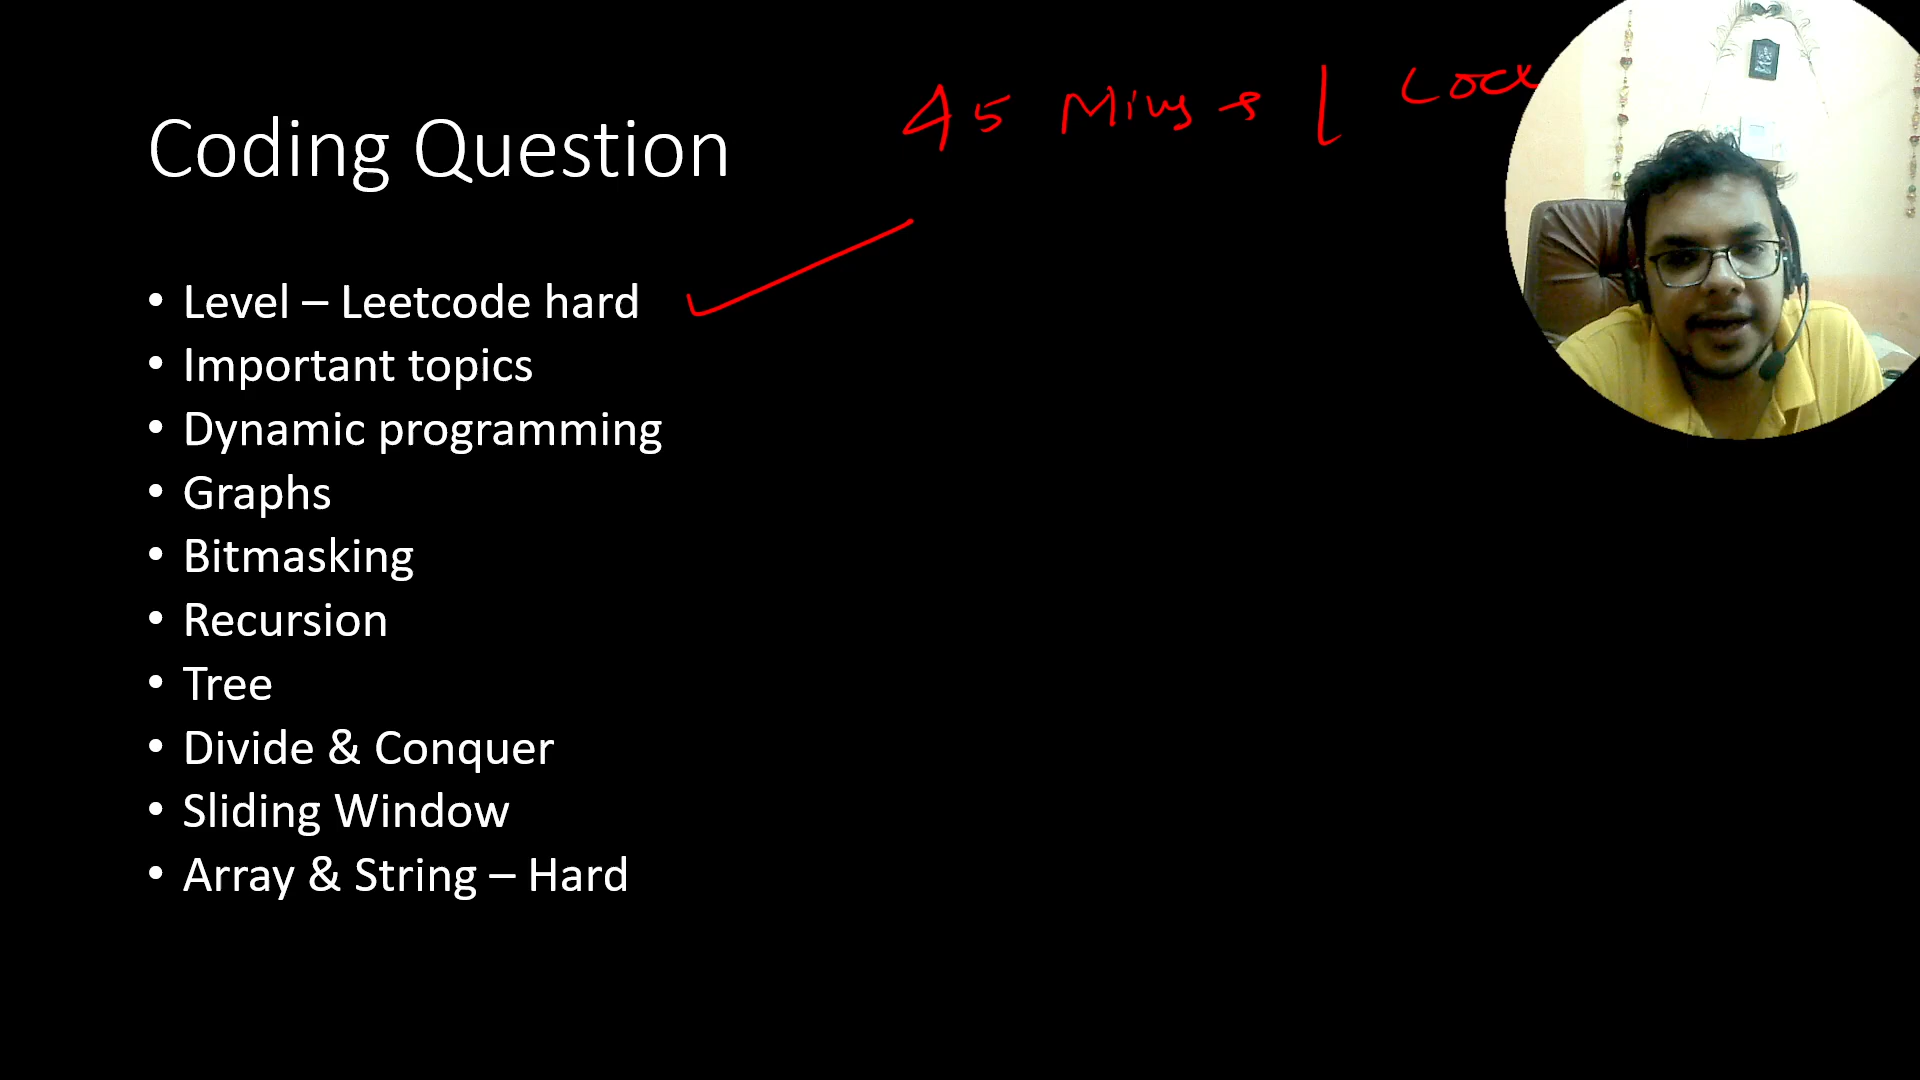 45 Mins → 1
Coding Question
• Level – Leetcode hard
• Important topics
• Dynamic programming
• Graphs
• Bitmasking
• Recursion
• Tree
• Divide & Conquer
• Sliding Window
• Array & String – Hard